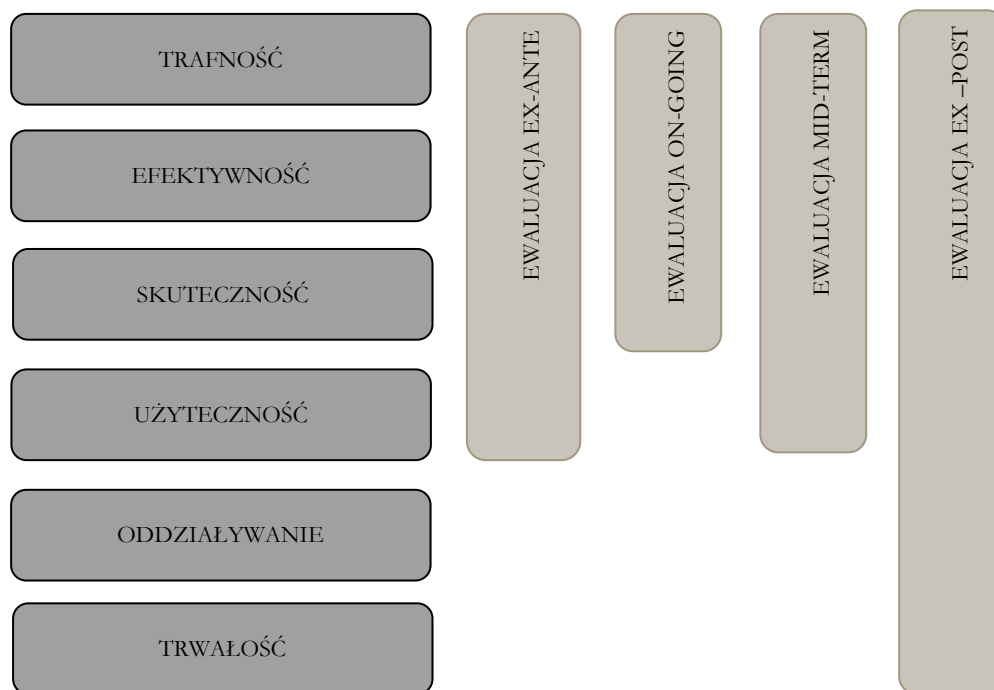 TRAFNOŚĆ
EFEKTYWNOŚĆ
SKUTECZNOŚĆ
UŻYTECZNOŚĆ
ODDZIAŁYWANIE
TRWAŁOŚĆ
EWALUACJA EX-ANTE
EWALUACJA ON-GOING
EWALUACJA MID-TERM
EWALUACJA EX –POST